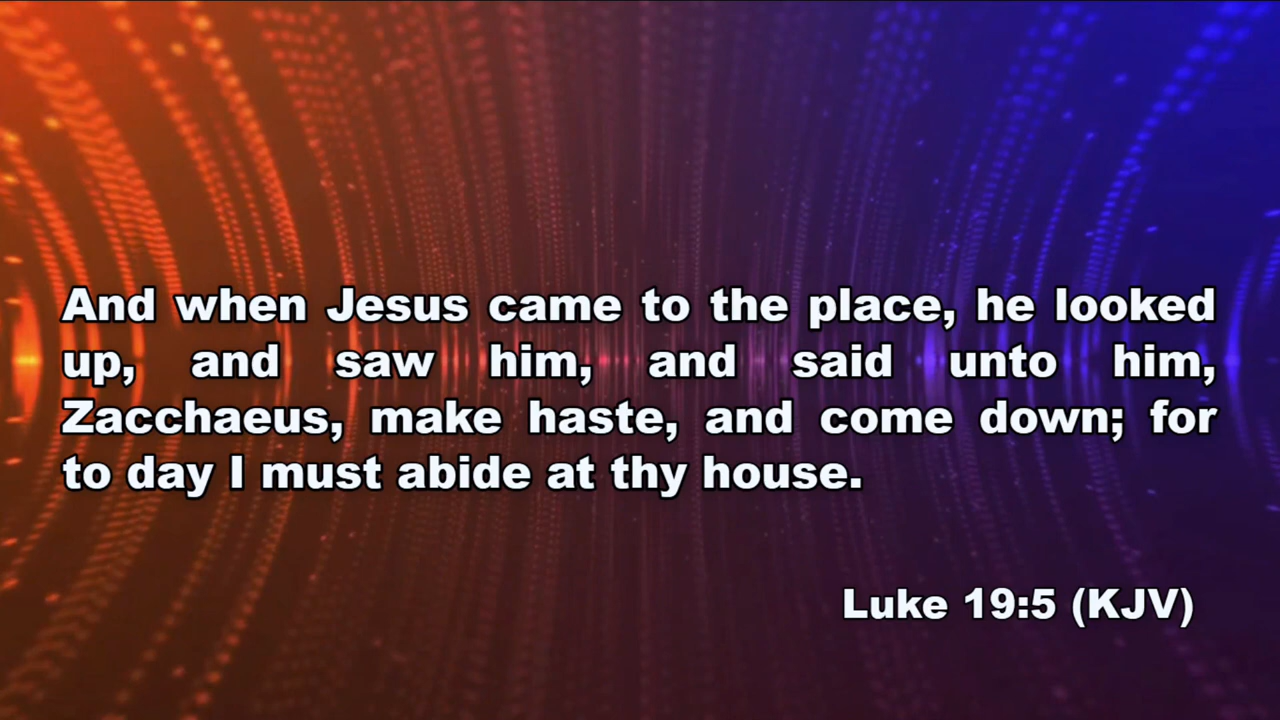 And when Jesus came to the place, he looked
up, and saw him, and said unto him,
Zacchaeus, make haste, and come down; for
to day I must abide at thy house.
Luke 19:5 (KJV)